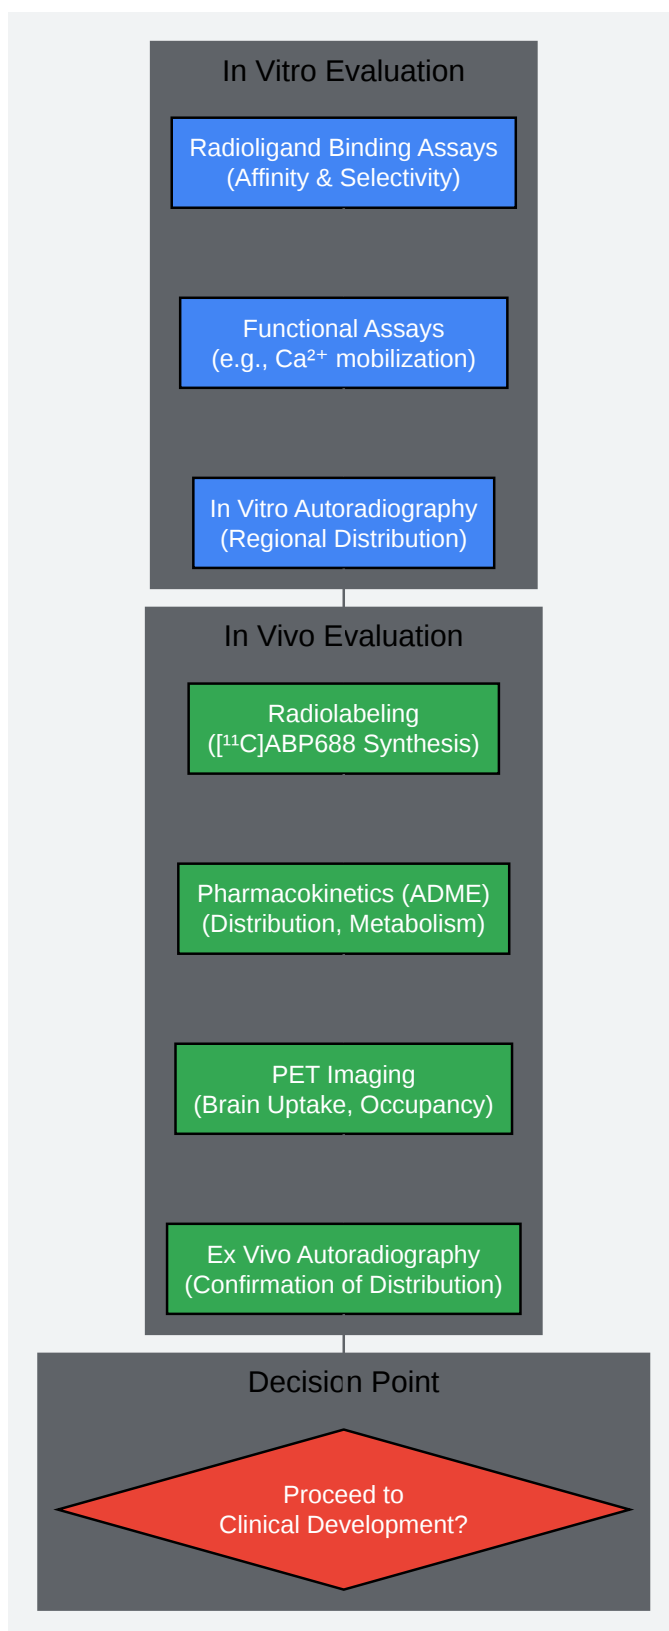 In Vitro Evaluation
Radioligand Binding Assays
(Affinity & Selectivity)
Functional Assays
(e.g., Ca²⁺ mobilization)
In Vitro Autoradiography
(Regional Distribution)
In Vivo Evaluation
Radiolabeling
([¹¹C]ABP688 Synthesis)
Pharmacokinetics (ADME)
(Distribution, Metabolism)
PET Imaging
(Brain Uptake, Occupancy)
Ex Vivo Autoradiography
(Confirmation of Distribution)
Decision Point
Proceed to
Clinical Development?